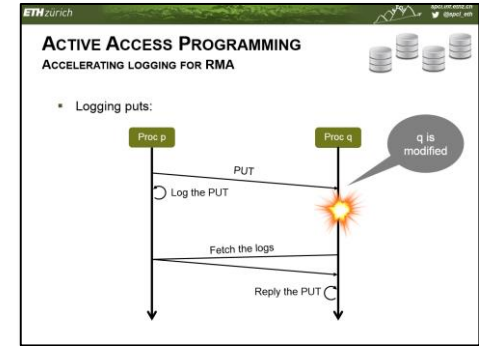 ETH zürich
spcl.inf.ethz.ch
@spcl_eth
ACTIVE ACCESS PROGRAMMING
ACCELERATING LOGGING FOR RMA
Logging puts:
Proc p
Proc q
q is
modified
PUT
Log the PUT
Fetch the logs
Reply the PUT